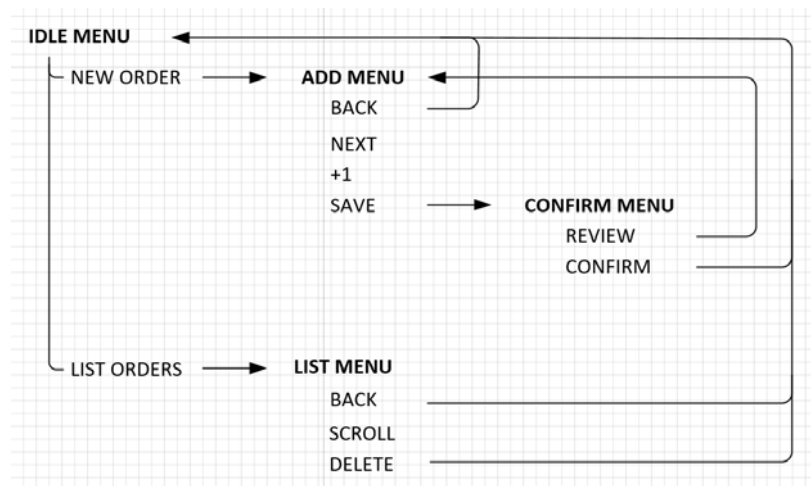 IDLE MENU
NEW ORDER
ADD MENU
BACK
NEXT
+1
SAVE
CONFIRM MENU
REVIEW
CONFIRM
LIST ORDERS
LIST MENU
BACK
SCROLL
DELETE